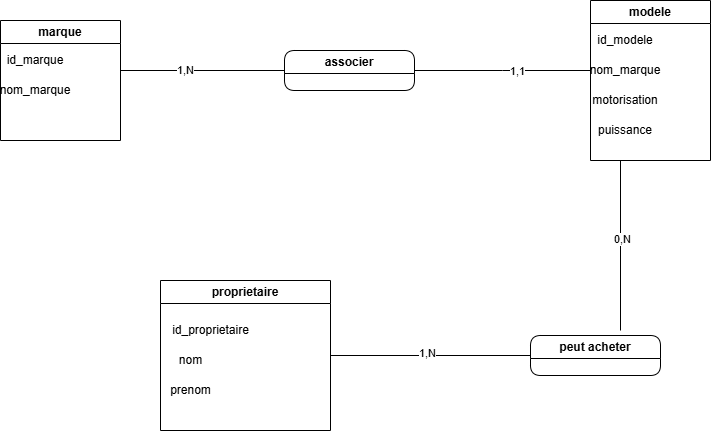 marque
id_marque
nom_marque
1,N
associer
1,1
modele
id_modele
nom_marque
motorisation
puissance
0,N
proprietaire
id_proprietaire
nom
prenom
1,N
peut acheter